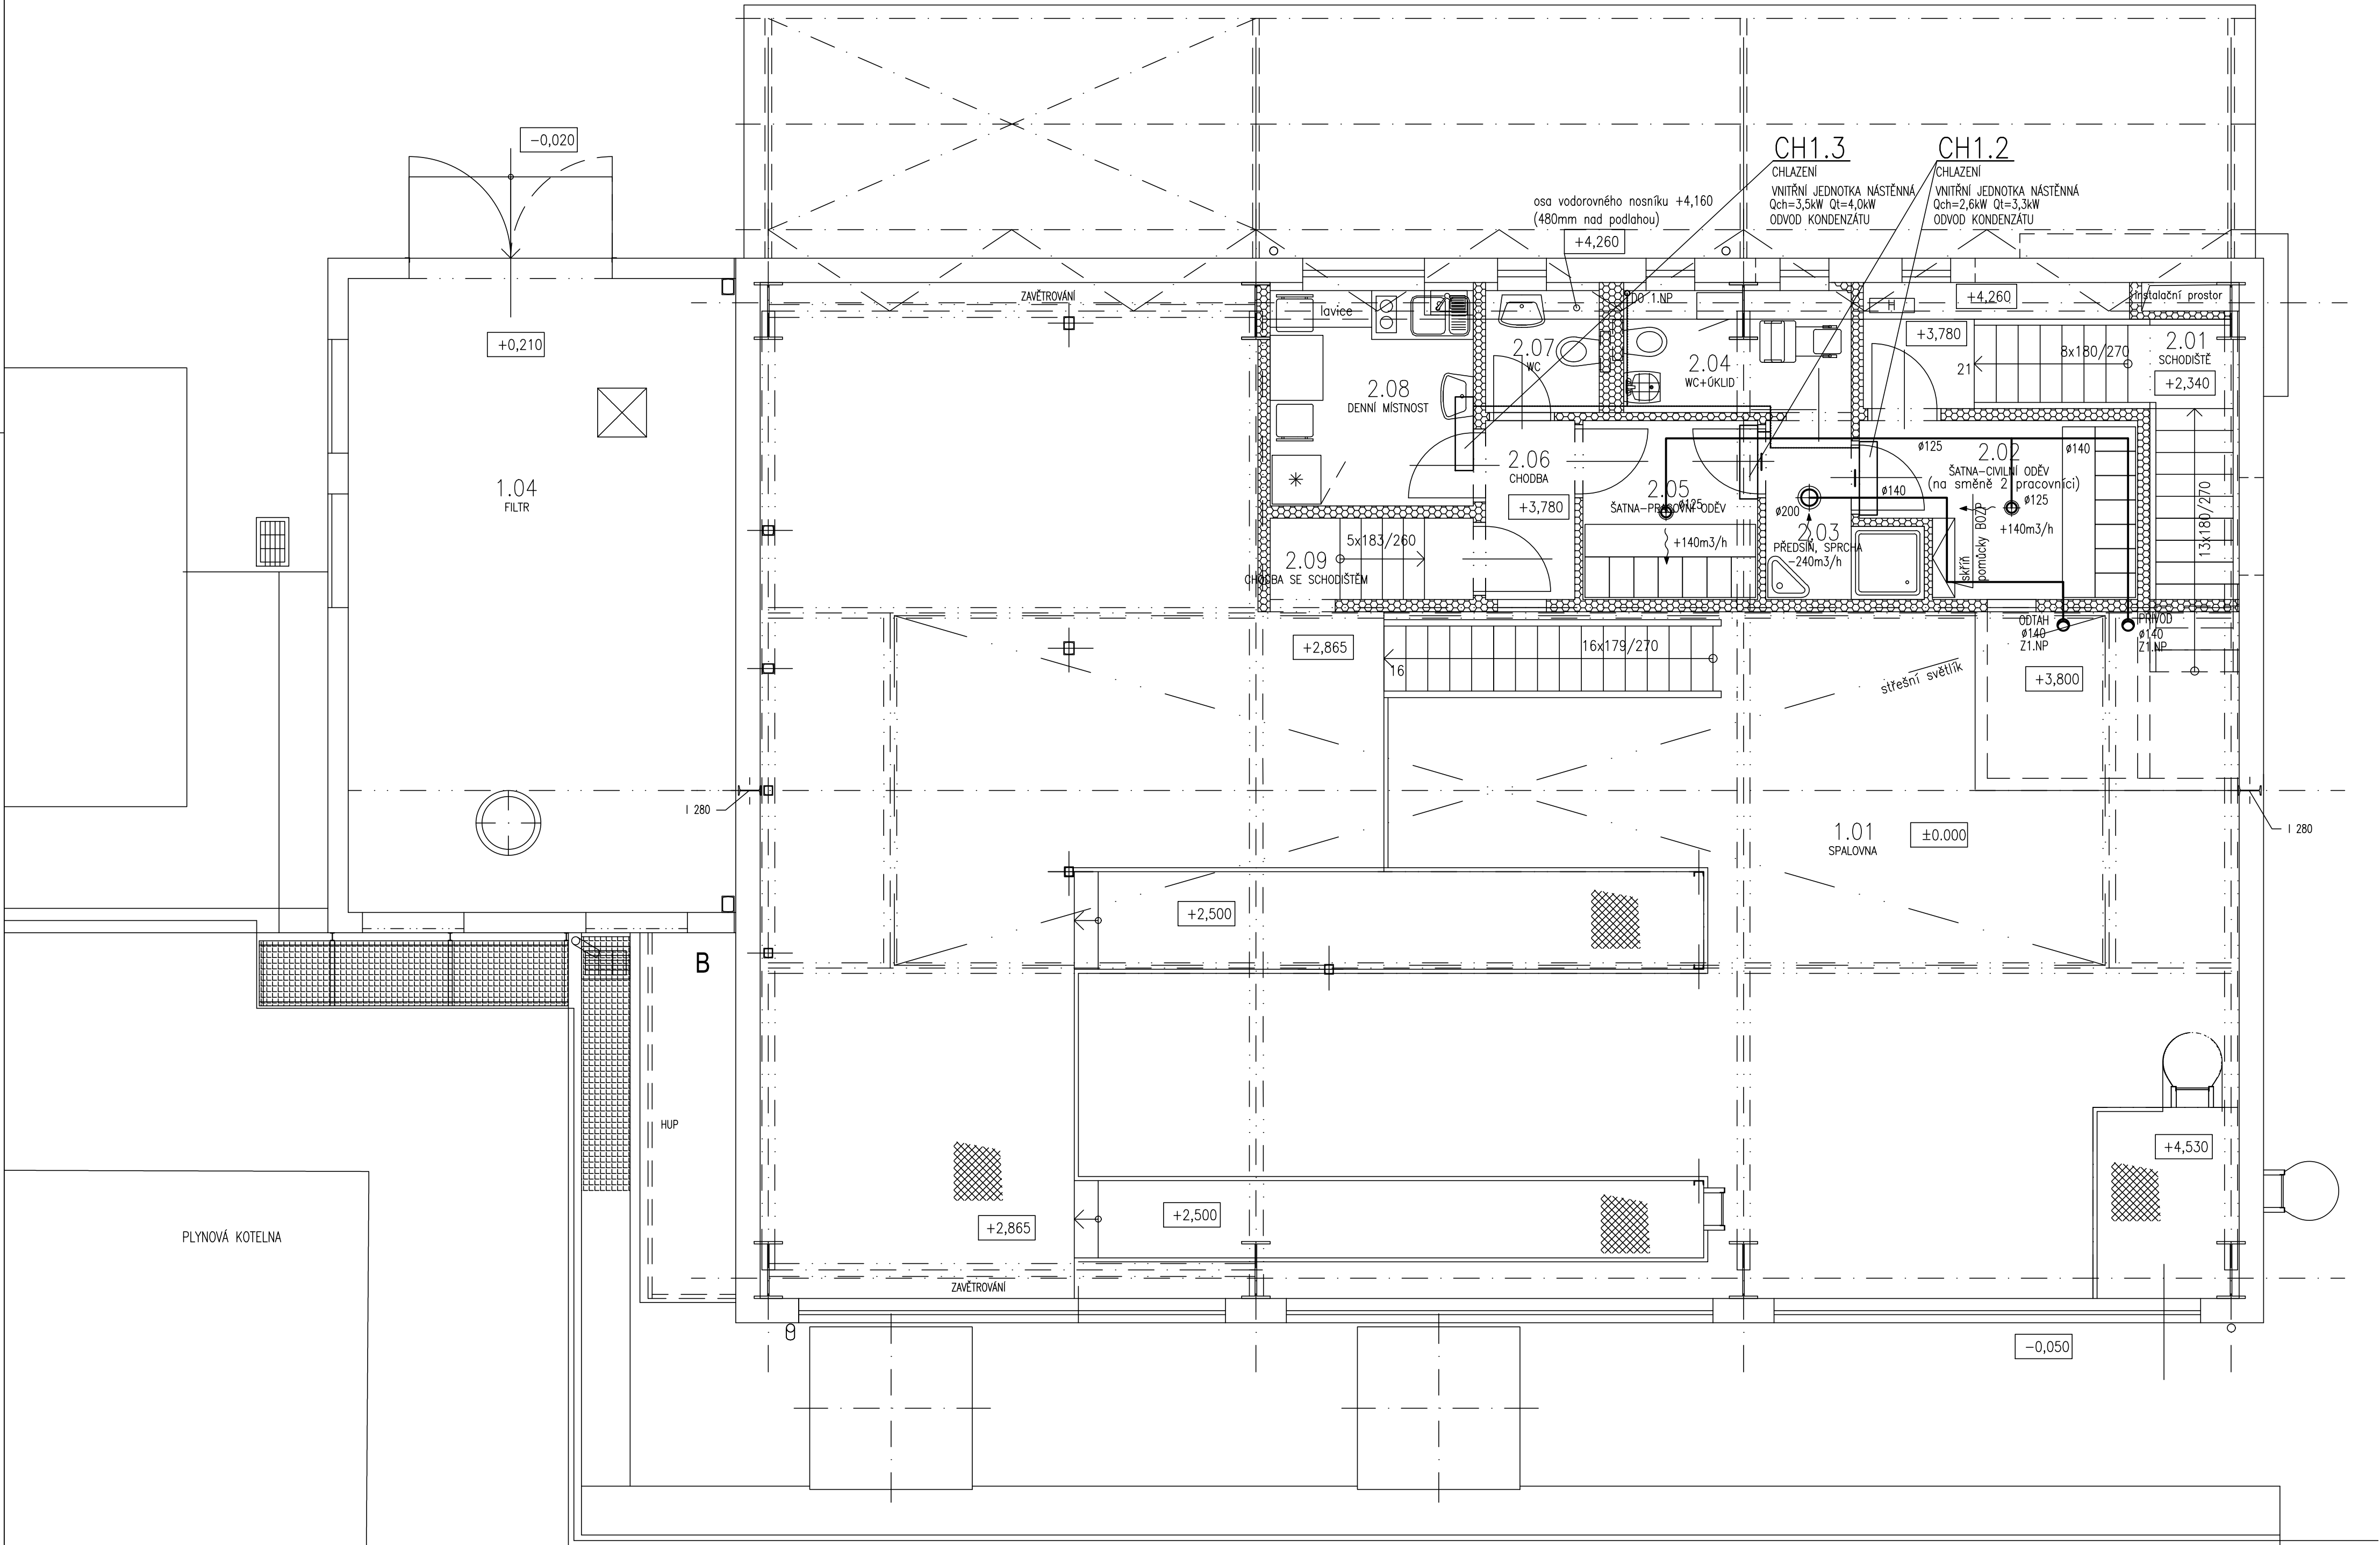 -0,020
CH1.3
CHLAZENÍ
VNITŘNÍ JEDNOTKA NÁSTĚNNÁ
Qch=3,5kW Qt=4,0kW
ODVOD KONDENZÁTU
CH1.2
CHLAZENÍ
VNITŘNÍ JEDNOTKA NÁSTĚNNÁ
Qch=2,6kW Qt=3,3kW
ODVOD KONDENZÁTU
osa vodorovného nosníku +4,160
(480mm nad podlahou)
+4,260
ZAVĚTROVÁNÍ
lavice
DO 1.NP
H
+4,260
Instalační prostor
+0,210
+3,780
8x180/270
21
2.01
SCHODIŠTĚ
+2,340
2.07
WC
2.04
WC+ÚKLID
2.08
DENNÍ MÍSTNOST
2.06
CHODBA
+3,780
2.05
ŠATNA-PRACOVNÍ ODĚV
ø125
+140m3/h
ø125
2.02
ŠATNA-CIVILNÍ ODĚV
(na směně 2 pracovníci)
ø140
ø140
ø125
+140m3/h
ø200
2.03
PŘEDSÍŇ, SPRCHA
-240m3/h
skříň
pomůcky BOZP
13x180/270
1.04
FILTR
5x183/260
2.09
CHODBA SE SCHODIŠTĚM
ODTAH
ø140
Z1.NP
PŘÍVOD
ø140
Z1.NP
+2,865
16x179/270
16
střešní světlík
+3,800
I 280
1.01
SPALOVNA
±0.000
I 280
+2,500
B
HUP
+4,530
PLYNOVÁ KOTELNA
+2,865
+2,500
ZAVĚTROVÁNÍ
-0,050